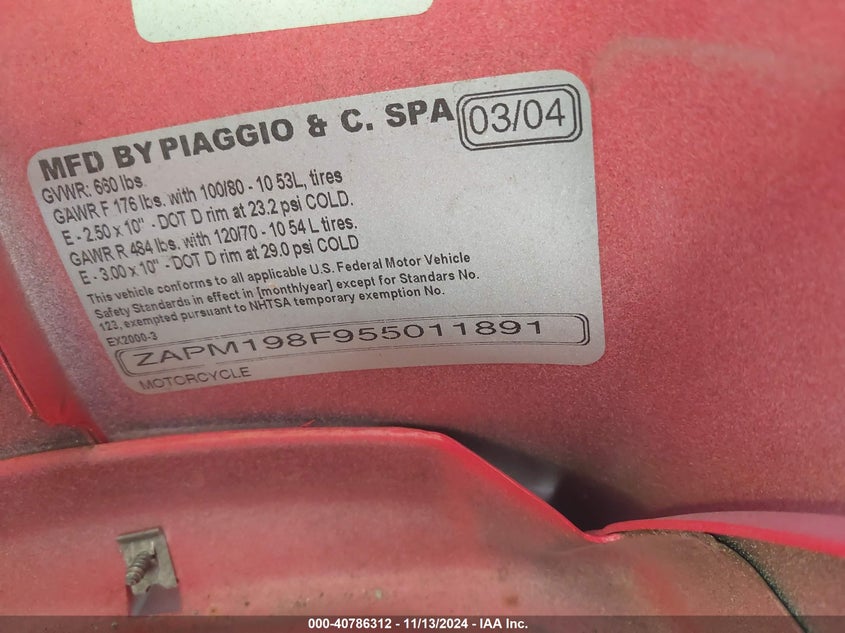 MFD BY PIAGGIO & C. SPA 03/04
GVWR: 660 lbs.
GAWR F 176 lbs. with 100/80 - 10 53L, tires
E - 2.50 x 10" - DOT D rim at 23.2 psi COLD.
GAWR R 484 lbs. with 120/70 - 10 54 L tires.
E - 3.00 x 10" - DOT D rim at 29.0 psi COLD
This vehicle conforms to all applicable U.S. Federal Motor Vehicle
Safety Standards in effect in [month/year] except for Standars No.
123, exempted pursuant to NHTSA temporary exemption No.
EX2000-3
ZAPM198F955011891
MOTORCYCLE
000-40786312 - 11/13/2024 - IAA Inc.